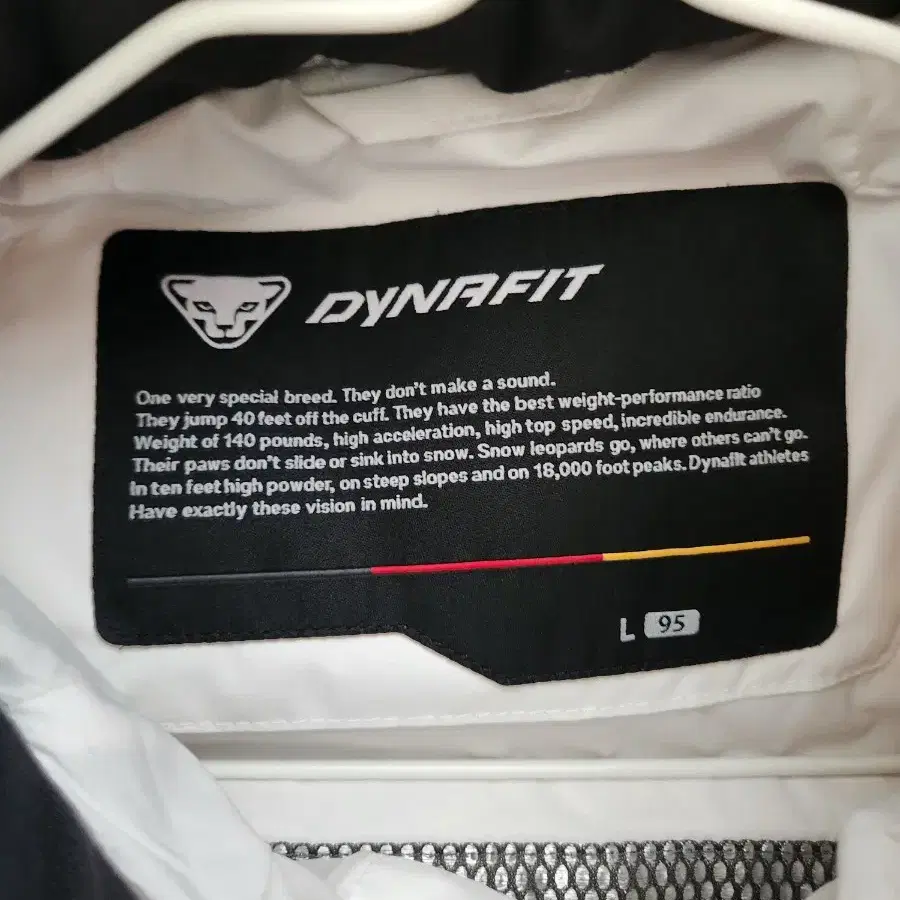 DYNAFIT
One very special breed. They don't make a sound.
They jump 40 feet off the cuff. They have the best weight-performance ratio
Weight of 140 pounds, high acceleration, high top speed, incredible endurance.
Their paws don't slide or sink into snow. Snow leopards go, where others can't go.
In ten feet high powder, on steep slopes and on 18,000 foot peaks. Dynafit athletes
Have exactly these vision in mind.
L 95